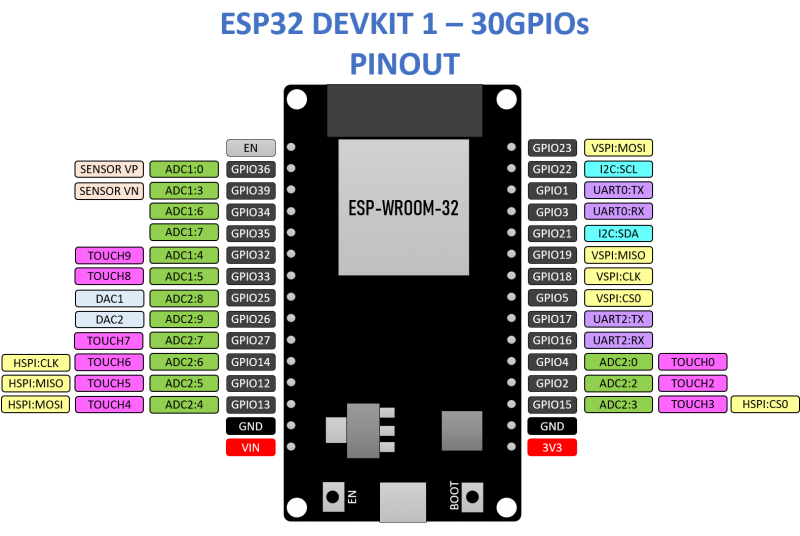 ESP32 DEVKIT 1 – 30GPIOs
PINOUT
EN
GPIO23 VSPI:MOSI
SENSOR VP ADC1:0 GPIO36
GPIO22 I2C:SCL
SENSOR VN ADC1:3 GPIO39
GPIO1 UART0:TX
ADC1:6 GPIO34
GPIO3 UART0:RX
ADC1:7 GPIO35
GPIO21 I2C:SDA
TOUCH9 ADC1:4 GPIO32
GPIO19 VSPI:MISO
TOUCH8 ADC1:5 GPIO33
GPIO18 VSPI:CLK
DAC1 ADC2:8 GPIO25
GPIO5 VSPI:CS0
DAC2 ADC2:9 GPIO26
GPIO17 UART2:TX
TOUCH7 ADC2:7 GPIO27
GPIO16 UART2:RX
HSPI:CLK TOUCH6 ADC2:6 GPIO14
GPIO4 ADC2:0 TOUCH0
HSPI:MISO TOUCH5 ADC2:5 GPIO12
GPIO2 ADC2:2 TOUCH2
HSPI:MOSI TOUCH4 ADC2:4 GPIO13
GPIO15 ADC2:3 TOUCH3 HSPI:CS0
GND
GND
VIN
3V3
ESP-WROOM-32
EN
BOOT